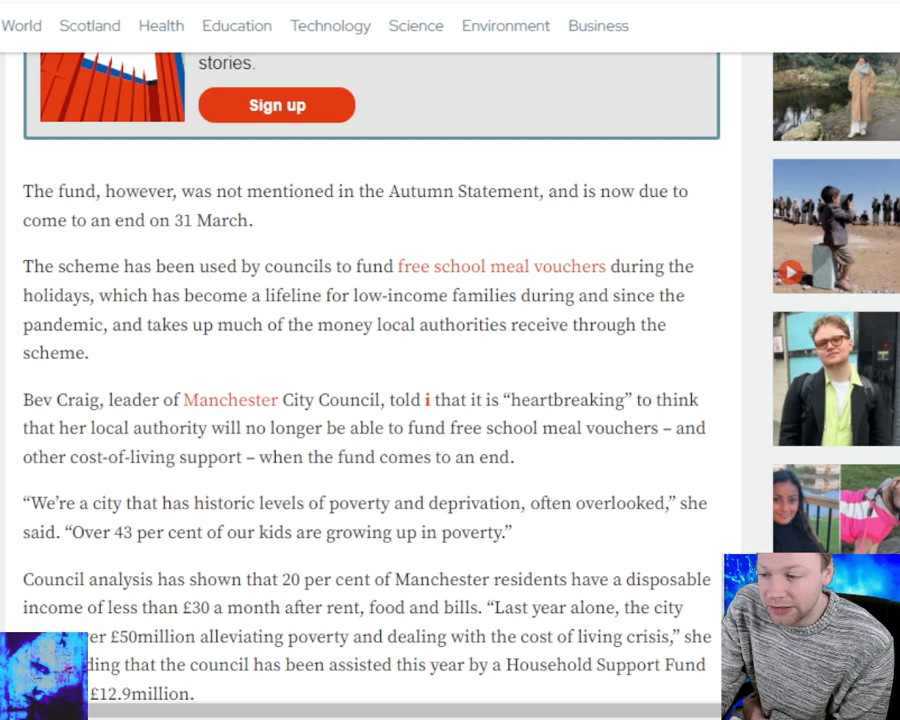 World Scotland Health Education Technology Science Environment Business
stories.
Sign up
The fund, however, was not mentioned in the Autumn Statement, and is now due to
come to an end on 31 March.
The scheme has been used by councils to fund free school meal vouchers during the
holidays, which has become a lifeline for low-income families during and since the
pandemic, and takes up much of the money local authorities receive through the
scheme.
Bev Craig, leader of Manchester City Council, told i that it is “heartbreaking” to think
that her local authority will no longer be able to fund free school meal vouchers – and
other cost-of-living support – when the fund comes to an end.
“We’re a city that has historic levels of poverty and deprivation, often overlooked,” she
said. “Over 43 per cent of our kids are growing up in poverty.”
Council analysis has shown that 20 per cent of Manchester residents have a disposable
income of less than £30 a month after rent, food and bills. “Last year alone, the city
er £50million alleviating poverty and dealing with the cost of living crisis,” she
ding that the council has been assisted this year by a Household Support Fund
£12.9million.